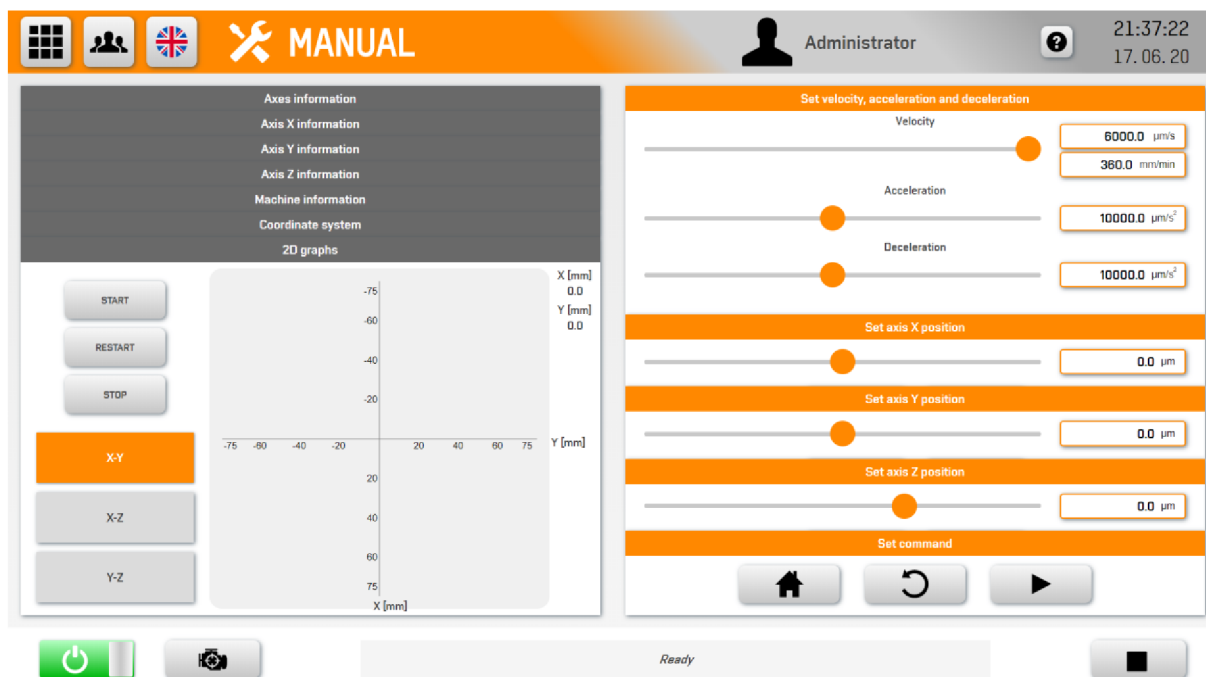 MANUAL
Administrator
?
21:37:22
17. 06. 20
Axes information
Axis X information
Axis Y information
Axis Z information
Machine information
Coordinate system
2D graphs
START
RESTART
STOP
X-Y
X-Z
Y-Z
X [mm]
0.0
Y [mm]
0.0
-75
-60
-40
-20
-75 -60 -40 -20 20 40 60 75 Y [mm]
20
40
60
75
X [mm]
Set velocity, acceleration and deceleration
Velocity
6000.0 µm/s
360.0 mm/min
Acceleration
10000.0 µm/s²
Deceleration
10000.0 µm/s²
Set axis X position
0.0 µm
Set axis Y position
0.0 µm
Set axis Z position
0.0 µm
Set command
Ready